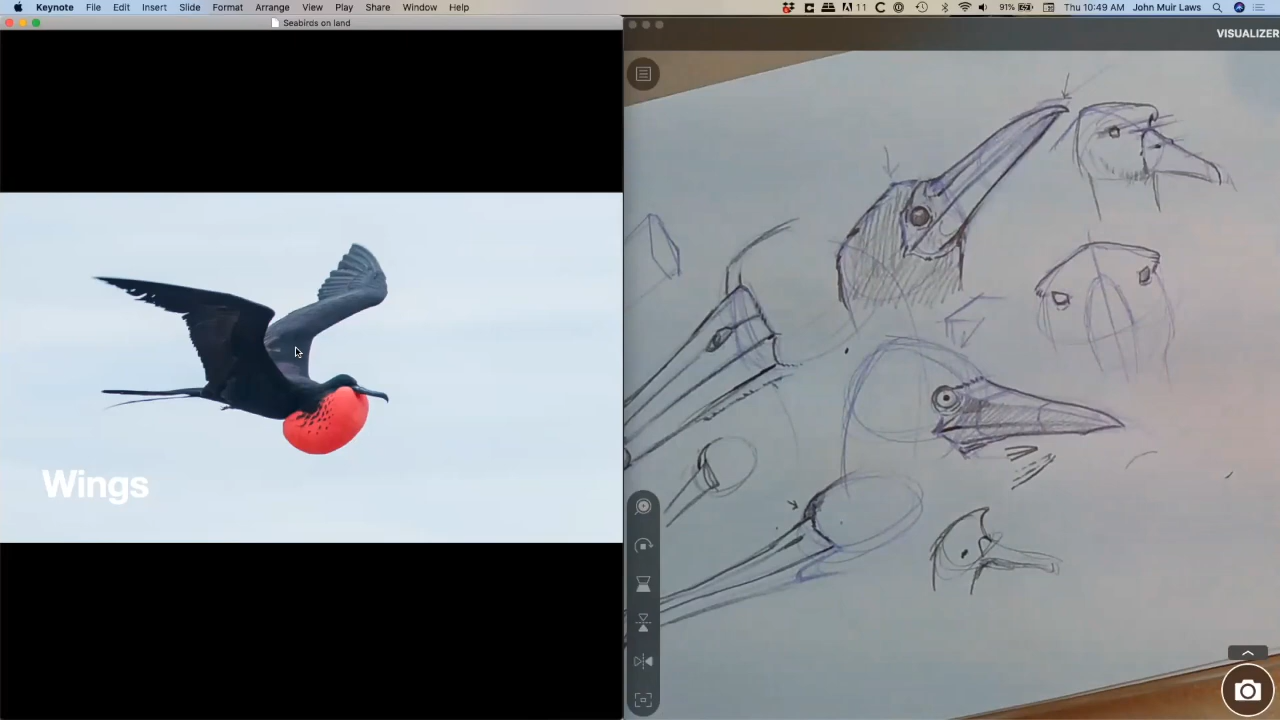 Keynote File Edit Insert Slide Format Arrange View Play Share Window Help 11 91% Thu 10:49 AM John Muir Laws
Seabirds on land
VISUALIZER
Wings